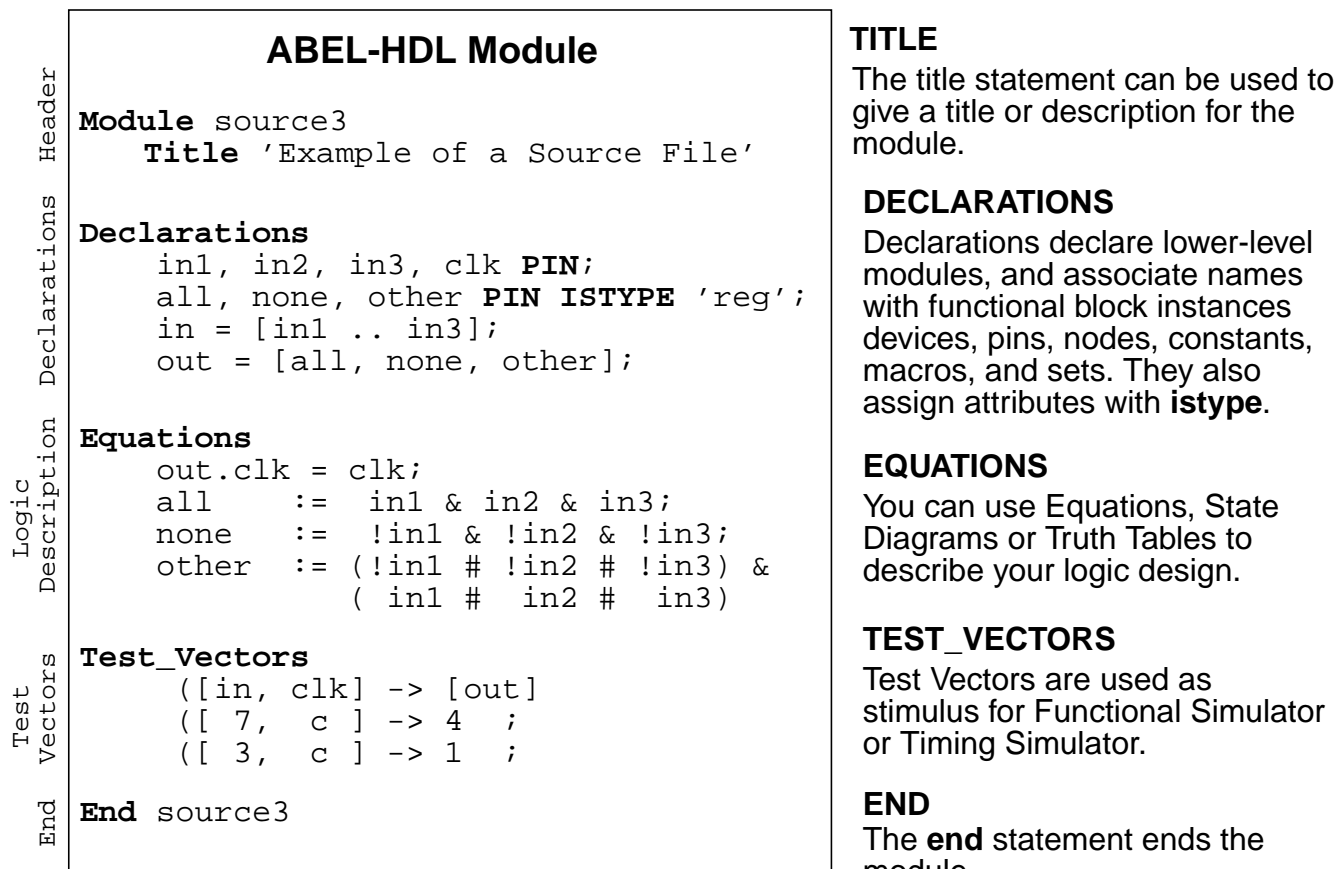 ABEL-HDL Module
Header
Module source3
Title ’Example of a Source File’
Declarations
Declarations
in1, in2, in3, clk PIN;
all, none, other PIN ISTYPE ’reg’;
in = [in1 .. in3];
out = [all, none, other];
Logic
Description
Equations
out.clk = clk;
all := in1 & in2 & in3;
none := !in1 & !in2 & !in3;
other := (!in1 # !in2 # !in3) &
( in1 # in2 # in3)
Test
Vectors
Test_Vectors
([in, clk] -> [out]
([ 7, c ] -> 4 ;
([ 3, c ] -> 1 ;
End
End source3
TITLE
The title statement can be used to
give a title or description for the
module.
DECLARATIONS
Declarations declare lower-level
modules, and associate names
with functional block instances
devices, pins, nodes, constants,
macros, and sets. They also
assign attributes with istype.
EQUATIONS
You can use Equations, State
Diagrams or Truth Tables to
describe your logic design.
TEST_VECTORS
Test Vectors are used as
stimulus for Functional Simulator
or Timing Simulator.
END
The end statement ends the
module